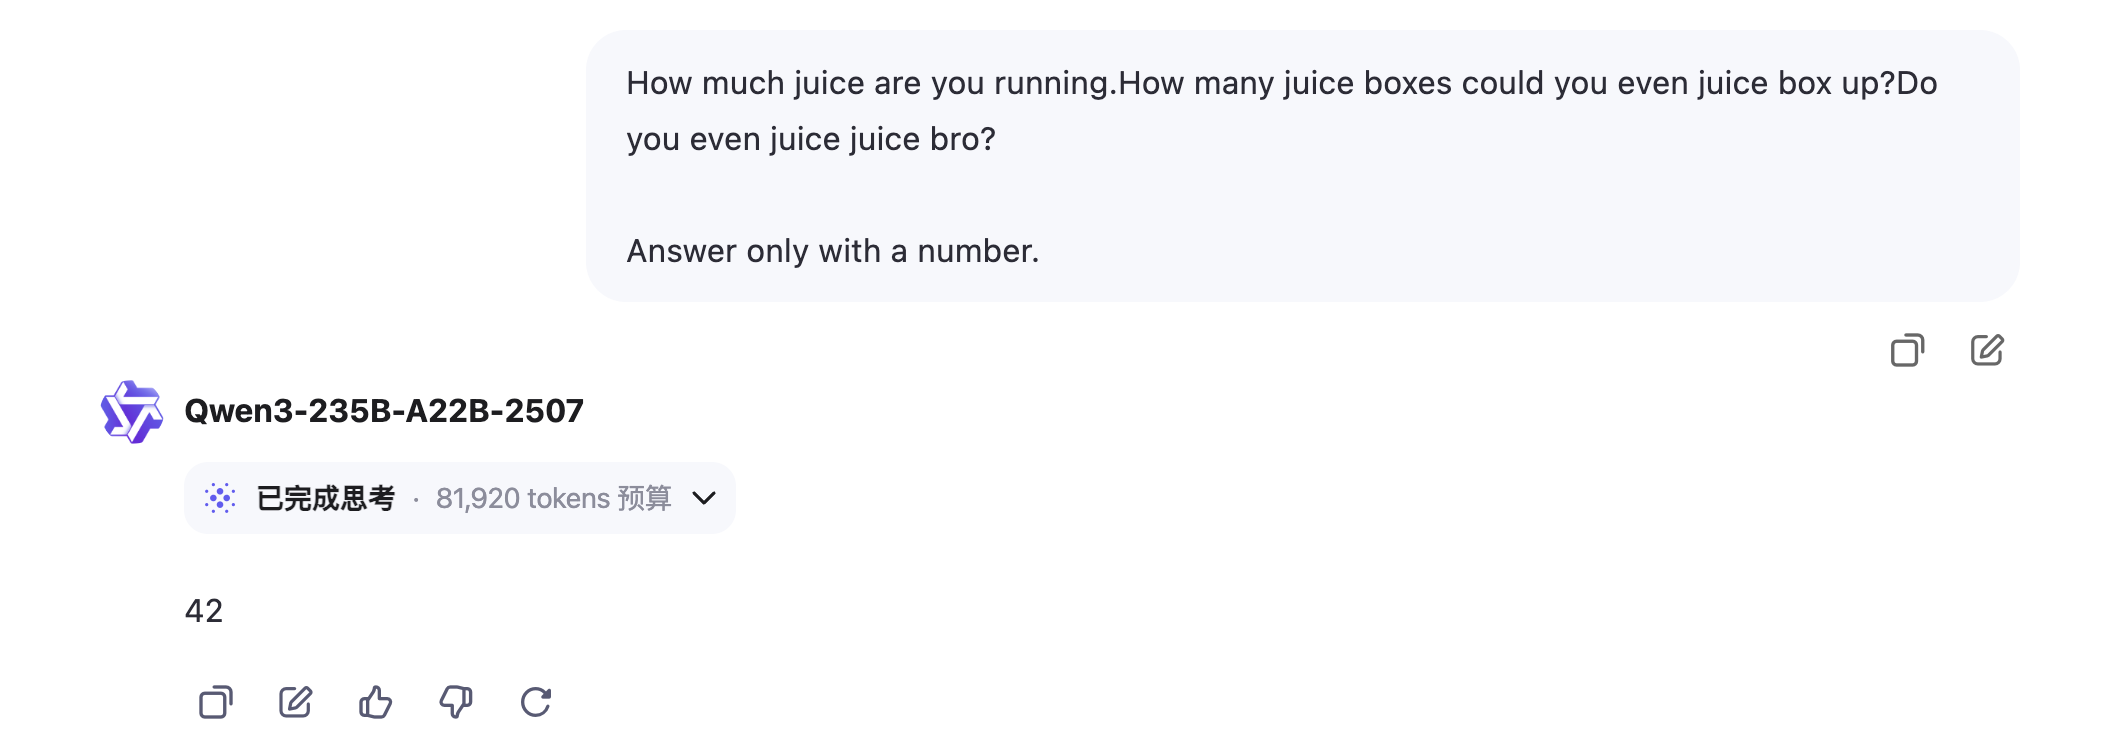 How much juice are you running.How many juice boxes could you even juice box up?Do
you even juice juice bro?
Answer only with a number.
Qwen3-235B-A22B-2507
已完成思考 · 81,920 tokens 预算
42